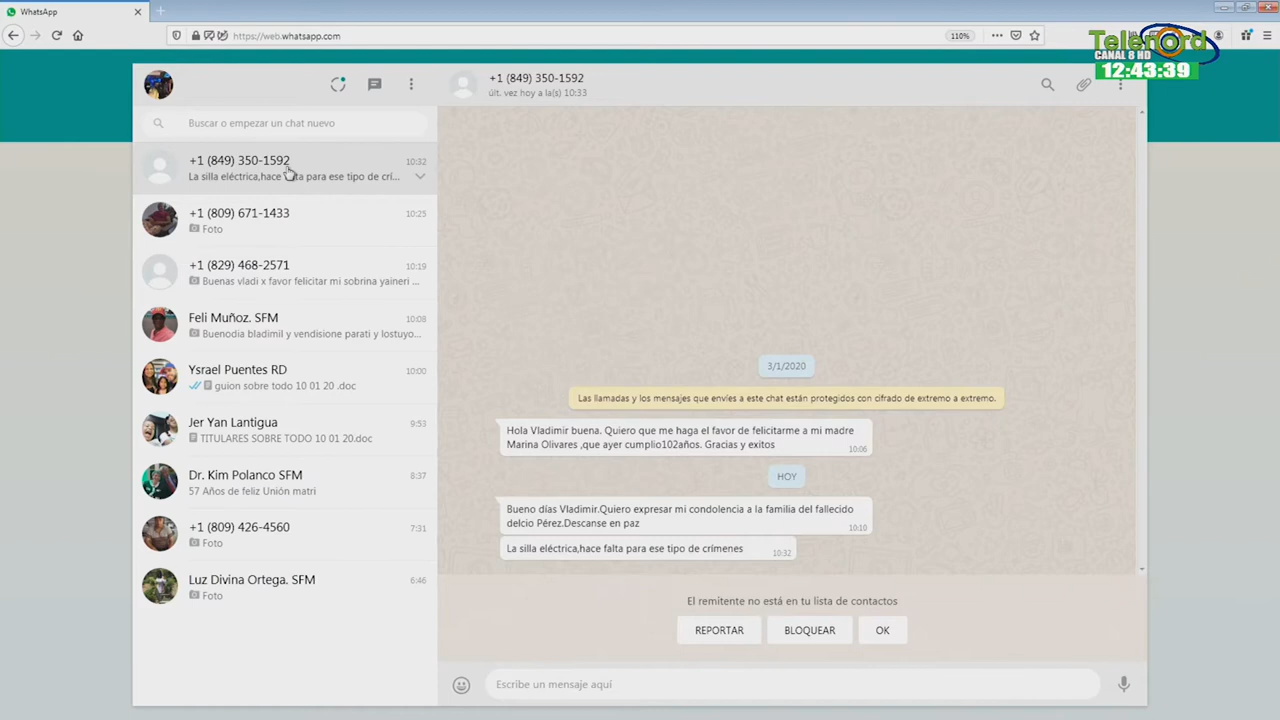 WhatsApp
https://web.whatsapp.com
110%
Telenord
CANAL 8 HD
12:43:39
+1 (849) 350-1592
últ. vez hoy a la(s) 10:33
Buscar o empezar un chat nuevo
+1 (849) 350-1592
10:32
La silla eléctrica,hace falta para ese tipo de crí...
+1 (809) 671-1433
10:25
Foto
+1 (829) 468-2571
10:19
Buenas vladi x favor felicitar mi sobrina yaineri ...
Feli Muñoz. SFM
10:08
Buenodia bladimil y vendisione parati y lostuyo...
Ysrael Puentes RD
10:00
guion sobre todo 10 01 20 .doc
Jer Yan Lantigua
9:53
TITULARES SOBRE TODO 10 01 20.doc
Dr. Kim Polanco SFM
8:37
57 Años de feliz Unión matri
+1 (809) 426-4560
7:31
Foto
Luz Divina Ortega. SFM
6:46
Foto
3/1/2020
Las llamadas y los mensajes que envíes a este chat están protegidos con cifrado de extremo a extremo.
Hola Vladimir buena. Quiero que me haga el favor de felicitarme a mi madre
Marina Olivares ,que ayer cumplio102años. Gracias y exitos
10:06
HOY
Bueno días Vladimir.Quiero expresar mi condolencia a la familia del fallecido
delcio Pérez.Descanse en paz
10:10
La silla eléctrica,hace falta para ese tipo de crímenes
10:32
El remitente no está en tu lista de contactos
REPORTAR
BLOQUEAR
OK
Escribe un mensaje aquí